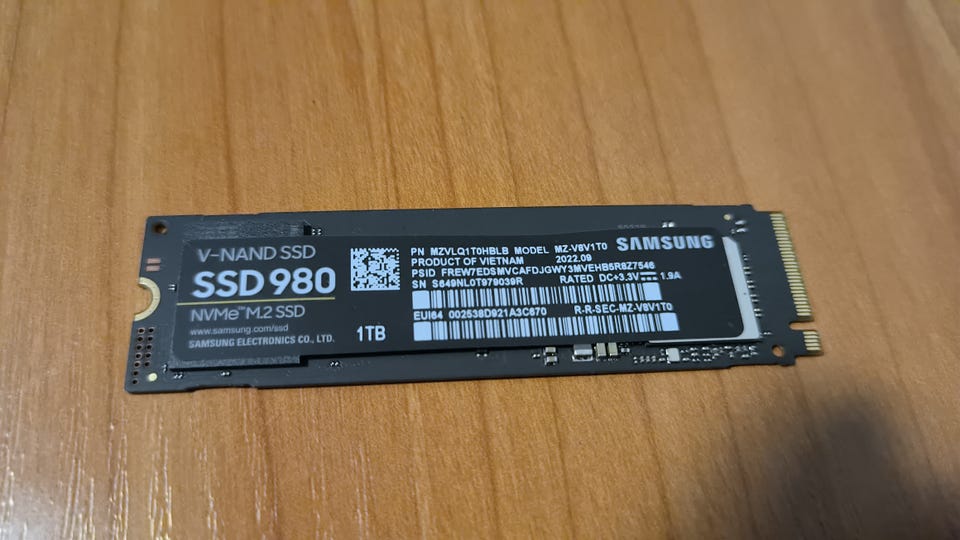 V-NAND SSD
SSD 980
NVMe™ M.2 SSD
www.samsung.com/ssd
SAMSUNG ELECTRONICS CO., LTD.
1TB
PN MZVLQ1T0HBLB MODEL MZ-V8V1T0
PRODUCT OF VIETNAM 2022.09
PSID FREW7EDSMVCAFDJGWY3MVEHB5R8Z7546
SN S649NL0T979039R RATED DC+3.3V⎓ 1.9A
EUI64 002538D921A3C670 R-R-SEC-MZ-V8V1T0
SAMSUNG